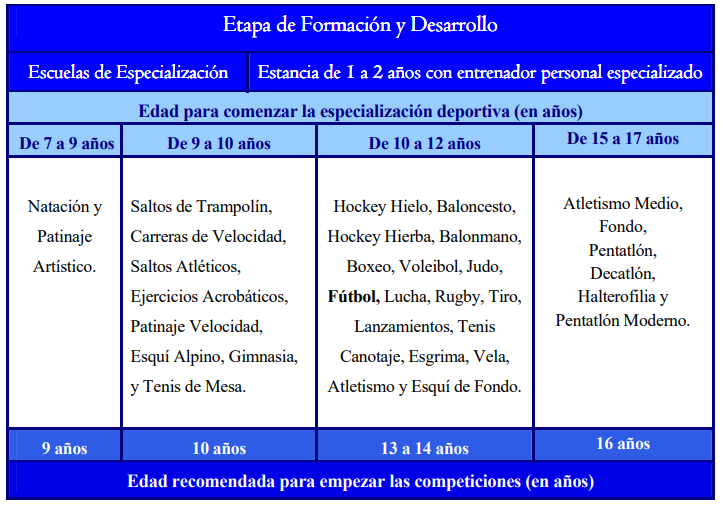 Etapa de Formación y Desarrollo
Escuelas de Especialización
Estancia de 1 a 2 años con entrenador personal especializado
Edad para comenzar la especialización deportiva (en años)
De 7 a 9 años
De 9 a 10 años
De 10 a 12 años
De 15 a 17 años
Natación y
Patinaje
Artístico.
Saltos de Trampolín,
Carreras de Velocidad,
Saltos Atléticos,
Ejercicios Acrobáticos,
Patinaje Velocidad,
Esquí Alpino, Gimnasia,
y Tenis de Mesa.
Hockey Hielo, Baloncesto,
Hockey Hierba, Balonmano,
Boxeo, Voleibol, Judo,
Fútbol, Lucha, Rugby, Tiro,
Lanzamientos, Tenis
Canotaje, Esgrima, Vela,
Atletismo y Esquí de Fondo.
Atletismo Medio,
Fondo,
Pentatlón,
Decatlón,
Halterofilia y
Pentatlón Moderno.
9 años
10 años
13 a 14 años
16 años
Edad recomendada para empezar las competiciones (en años)